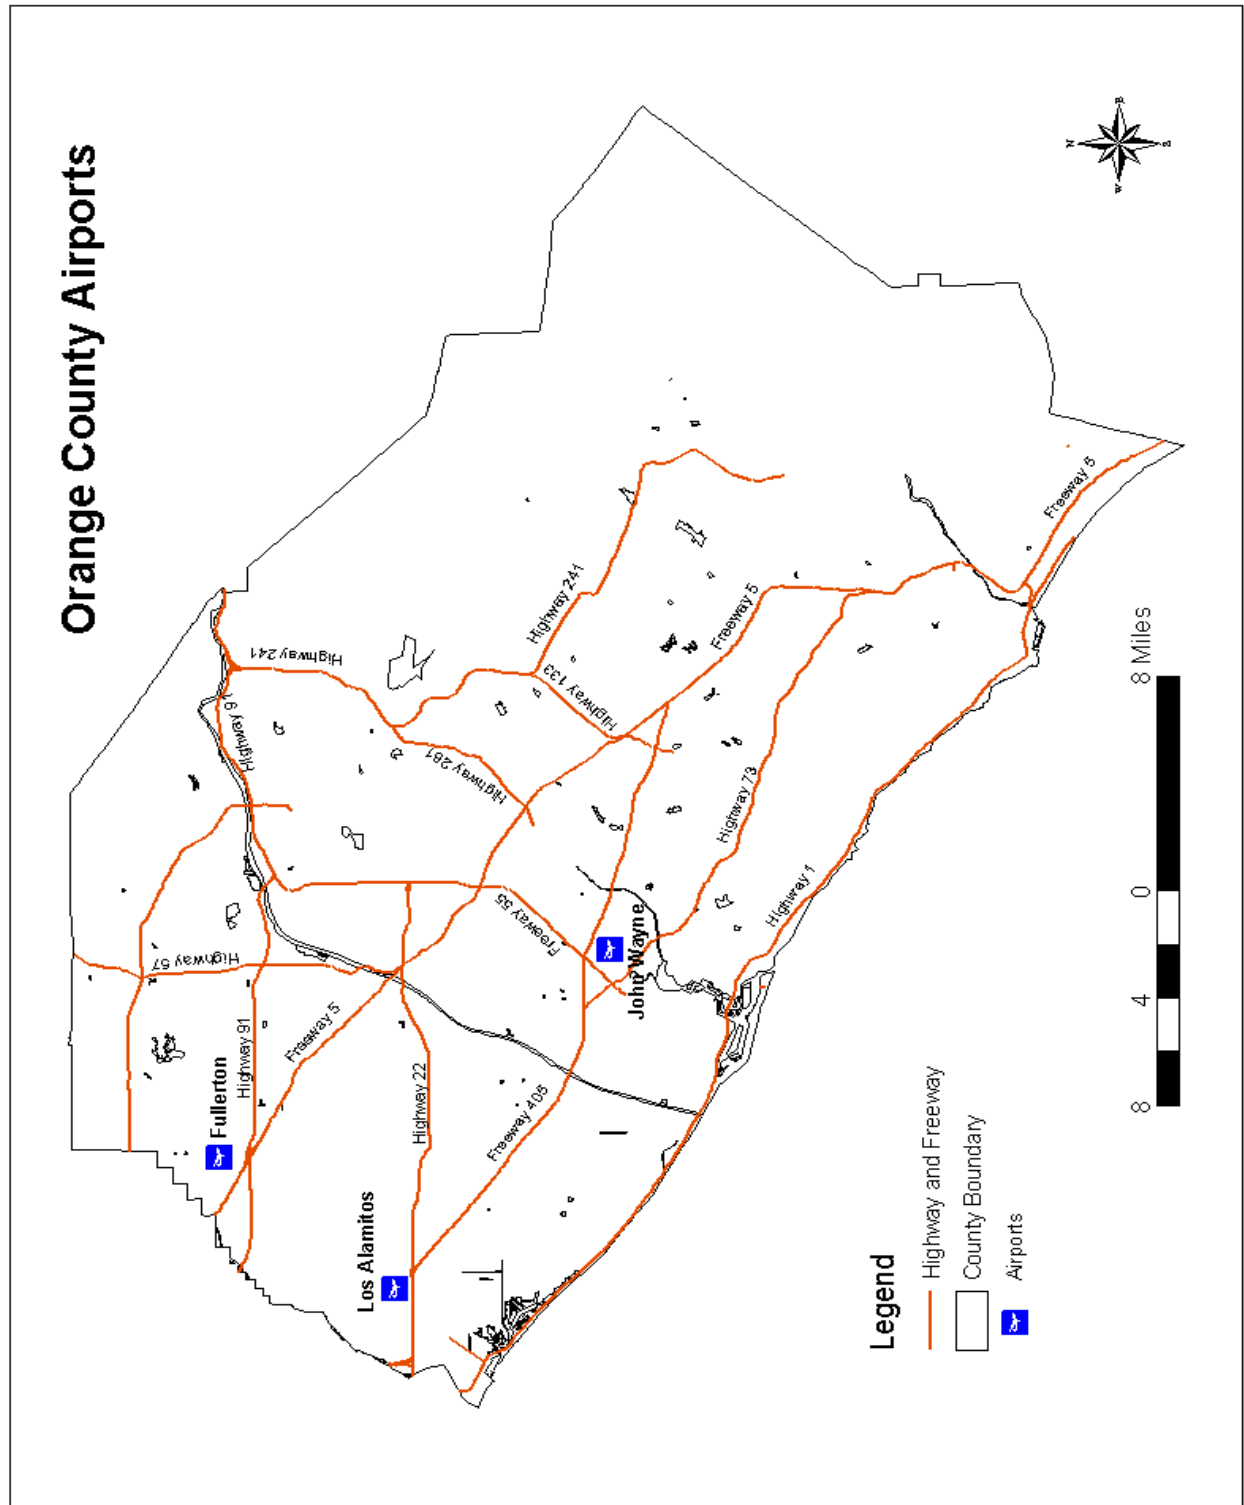 Orange County Airports
N
E
S
W
Highway 241
Highway 91
Highway 57
Highway 241
Highway 133
Highway 261
Freeway 5
Freeway 5
Highway 73
Highway 1
Freeway 55
John Wayne
Freeway 5
Highway 91
Fullerton
Highway 22
Freeway 405
Los Alamitos
Legend
Highway and Freeway
County Boundary
Airports
8 4 0 8 Miles